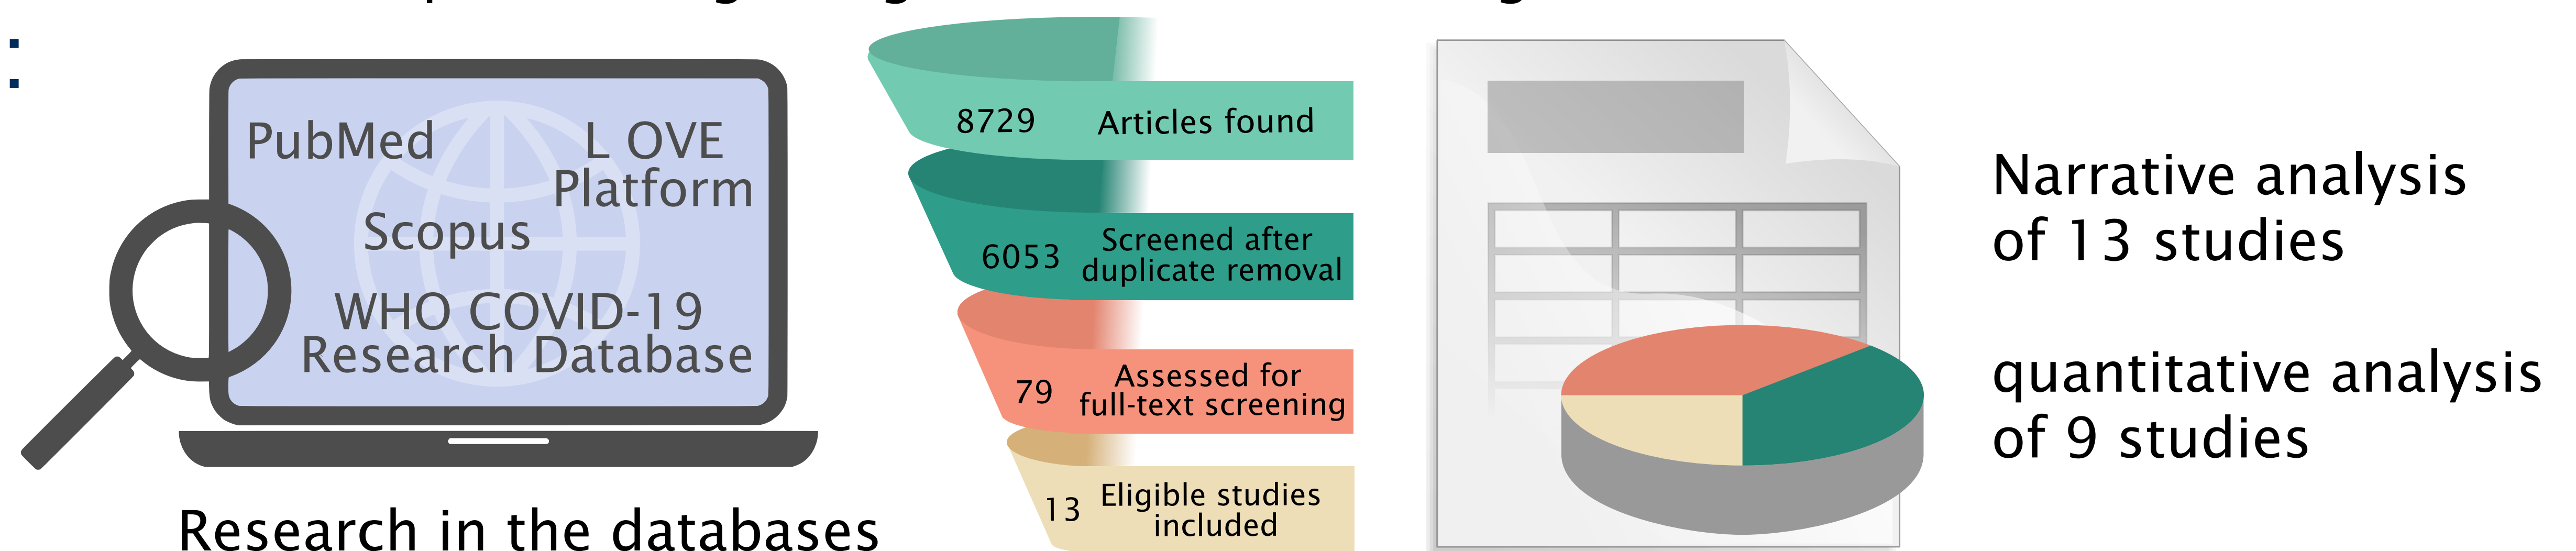 :
PubMed
L OVE
Platform
Scopus
WHO COVID-19
Research Database
Research in the databases
8729 Articles found
6053 Screened after
duplicate removal
79 Assessed for
full-text screening
13 Eligible studies
included
Narrative analysis
of 13 studies
quantitative analysis
of 9 studies